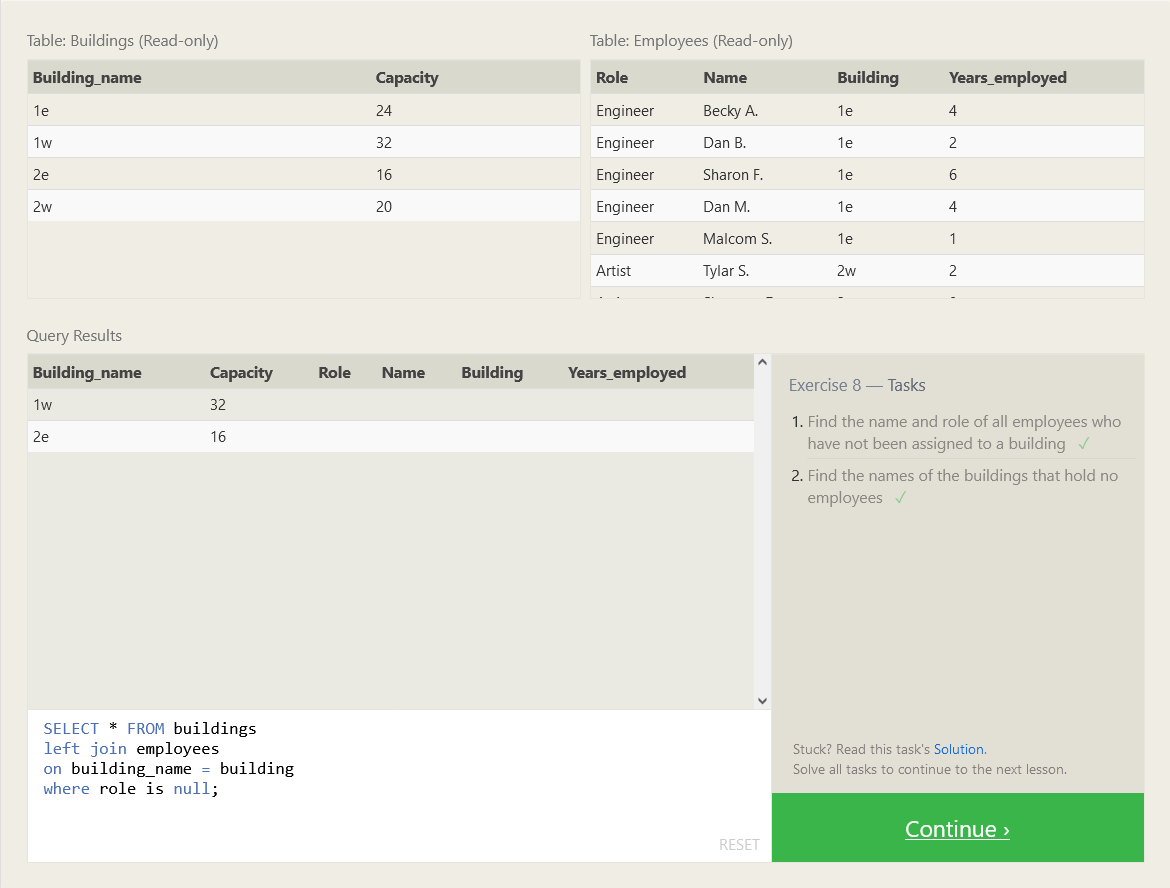 Table: Buildings (Read-only)
Building_name Capacity
1e 24
1w 32
2e 16
2w 20
Table: Employees (Read-only)
Role Name Building Years_employed
Engineer Becky A. 1e 4
Engineer Dan B. 1e 2
Engineer Sharon F. 1e 6
Engineer Dan M. 1e 4
Engineer Malcom S. 1e 1
Artist Tylar S. 2w 2
Query Results
Building_name Capacity Role Name Building Years_employed
1w 32
2e 16
SELECT * FROM buildings
left join employees
on building_name = building
where role is null;
RESET
Exercise 8 — Tasks
1. Find the name and role of all employees who
have not been assigned to a building ✓
2. Find the names of the buildings that hold no
employees ✓
Stuck? Read this task's Solution.
Solve all tasks to continue to the next lesson.
Continue ›